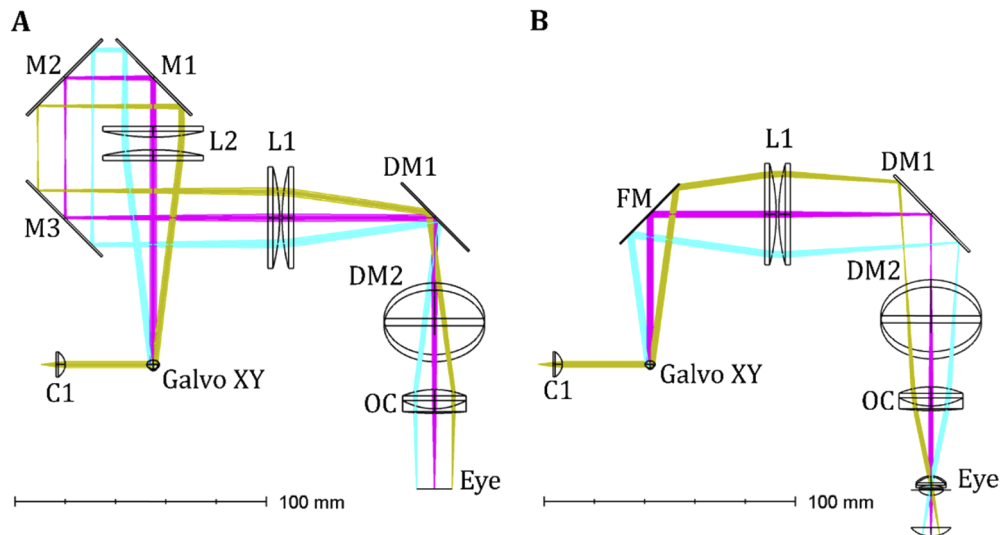 A
M2
M1
L2
L1
DM1
M3
DM2
C1
Galvo XY
OC
Eye
100 mm
B
L1
DM1
FM
DM2
C1
Galvo XY
OC
Eye
100 mm